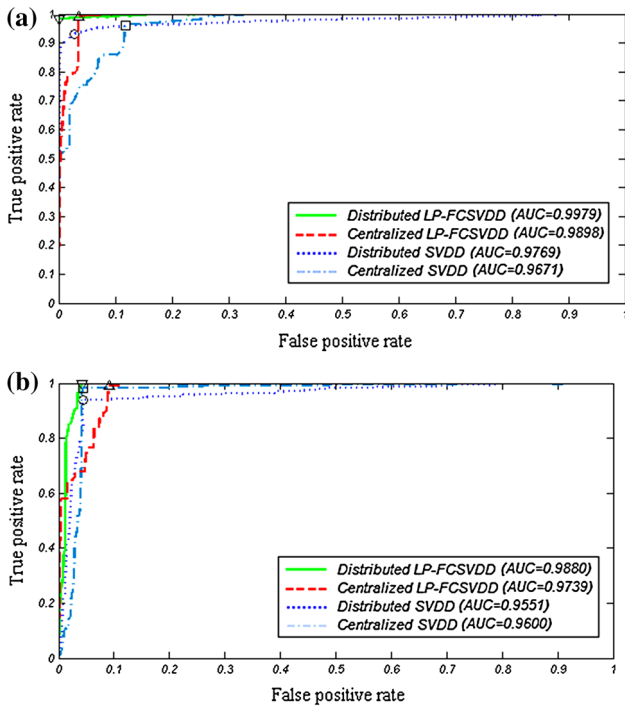 (a)
1
0.9
0.8
0.7
0.6
0.5
0.4
0.3
0.2
0.1
0
True positive rate
Distributed LP-FCSVDD (AUC=0.9979)
Centralized LP-FCSVDD (AUC=0.9898)
Distributed SVDD (AUC=0.9769)
Centralized SVDD (AUC=0.9671)
0 0.1 0.2 0.3 0.4 0.5 0.6 0.7 0.8 0.9 1
False positive rate
(b)
1
0.8
0.6
0.4
0.2
0
True positive rate
Distributed LP-FCSVDD (AUC=0.9880)
Centralized LP-FCSVDD (AUC=0.9739)
Distributed SVDD (AUC=0.9551)
Centralized SVDD (AUC=0.9600)
0 0.1 0.2 0.3 0.4 0.5 0.6 0.7 0.8 0.9 1
False positive rate